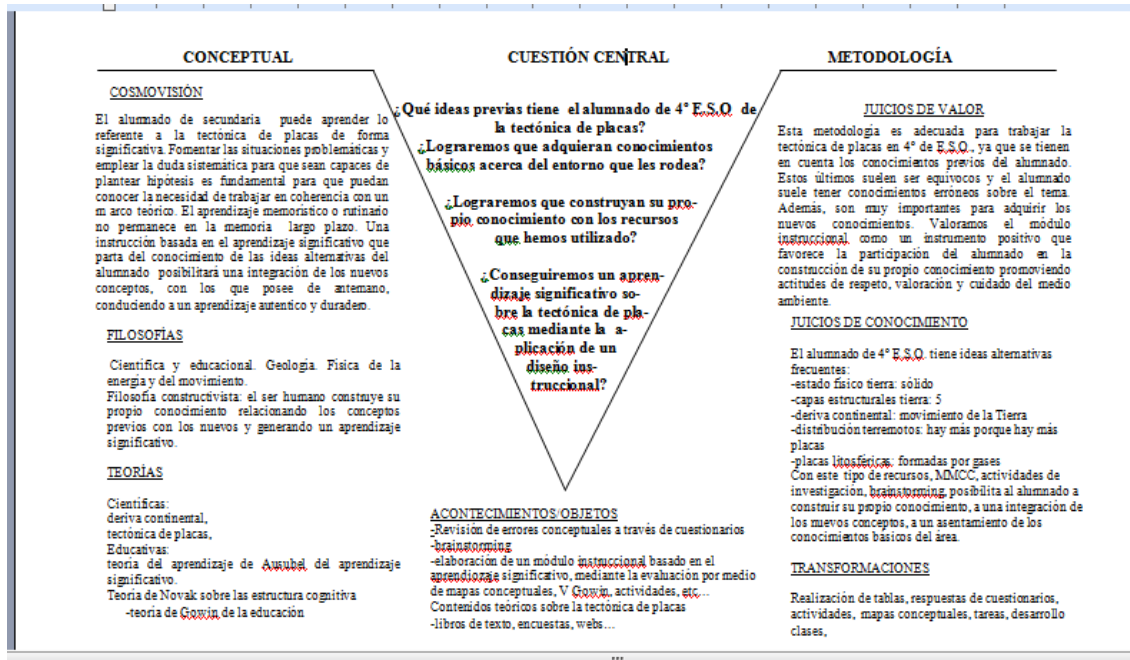 CONCEPTUAL
COSMOVISIÓN
El alumnado de secundaria puede aprender lo
referente a la tectónica de placas de forma
significativa. Fomentar las situaciones problemáticas y
emplear la duda sistemática para que sean capaces de
plantear hipótesis es fundamental para que puedan
conocer la necesidad de trabajar en coherencia con un
m arco teórico. El aprendizaje memorístico o rutinario
no permanece en la memoria largo plazo. Una
instrucción basada en el aprendizaje significativo que
parta del conocimiento de las ideas alternativas del
alumnado posibilitará una integración de los nuevos
conceptos, con los que posee de antemano,
conduciendo a un aprendizaje autentico y duradero.
FILOSOFÍAS
Científica y educacional. Geología. Física de la
energía y del movimiento.
Filosofía constructivista: el ser humano construye su
propio conocimiento relacionando los conceptos
previos con los nuevos y generando un aprendizaje
significativo.
TEORÍAS
Científicas:
deriva continental,
tectónica de placas,
Educativas:
teoría del aprendizaje de Ausubel del aprendizaje
significativo.
Teoría de Novak sobre las estructura cognitiva
-teoría de Gowin de la educación
CUESTIÓN CENTRAL
¿Qué ideas previas tiene el alumnado de 4º E.S.O de
la tectónica de placas?
¿Lograremos que adquieran conocimientos
básicos acerca del entorno que les rodea?
¿Lograremos que construyan su pro-
pio conocimiento con los recursos
que hemos utilizado?
¿Conseguiremos un apren-
dizaje significativo so-
bre la tectónica de pla-
cas mediante la a-
plicación de un
diseño ins-
truccional?
ACONTECIMIENTOS/OBJETOS
-Revisión de errores conceptuales a través de cuestionarios
-brainstorming
-elaboración de un módulo instruccional basado en el
aprendiozaje significativo, mediante la evaluación por medio
de mapas conceptuales, V Gowin, actividades, etc...
Contenidos teóricos sobre la tectónica de placas
-libros de texto, encuestas, webs...
METODOLOGÍA
JUICIOS DE VALOR
Esta metodología es adecuada para trabajar la
tectónica de placas en 4º de E.S.O., ya que se tienen
en cuenta los conocimientos previos del alumnado.
Estos últimos suelen ser equívocos y el alumnado
suele tener conocimientos erróneos sobre el tema.
Además, son muy importantes para adquirir los
nuevos conocimientos. Valoramos el módulo
instruccional como un instrumento positivo que
favorece la participación del alumnado en la
construcción de su propio conocimiento promoviendo
actitudes de respeto, valoración y cuidado del medio
ambiente.
JUICIOS DE CONOCIMIENTO
El alumnado de 4º E.S.O. tiene ideas alternativas
frecuentes:
-estado físico tierra: sólido
-capas estructurales tierra: 5
-deriva continental: movimiento de la Tierra
-distribución terremotos: hay más porque hay más
placas
-placas litosféricas: formadas por gases
Con este tipo de recursos, MMCC, actividades de
investigación, brainstorming, posibilita al alumnado a
construir su propio conocimiento, a una integración de
los nuevos conceptos, a un asentamiento de los
conocimientos básicos del área.
TRANSFORMACIONES
Realización de tablas, respuestas de cuestionarios,
actividades, mapas conceptuales, tareas, desarrollo
clases,